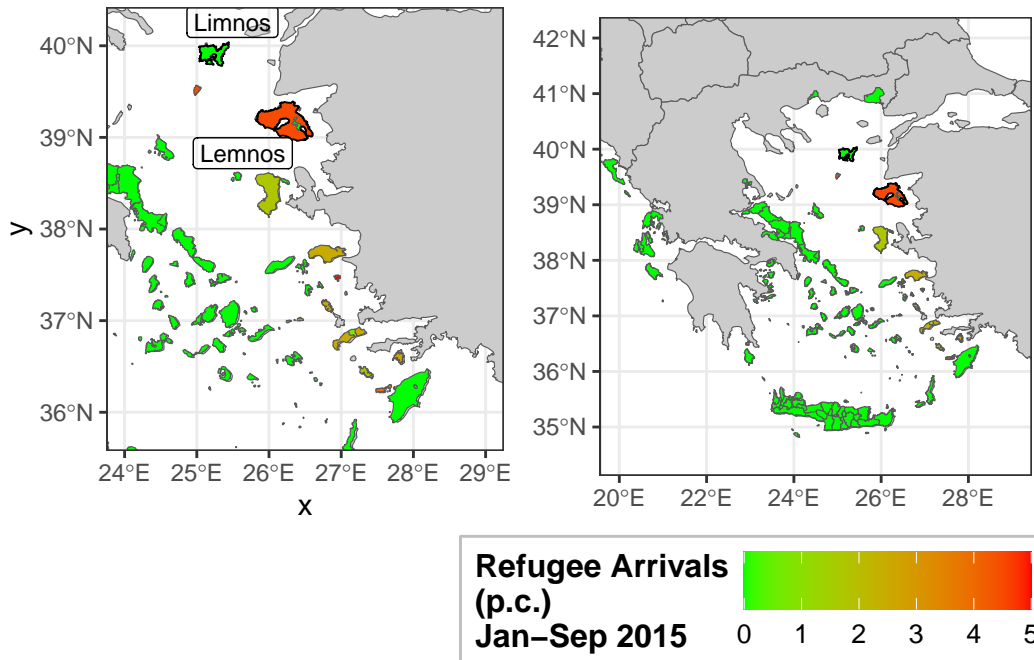 Limnos
Lemnos
40°N
39°N
38°N
37°N
36°N
24°E 25°E 26°E 27°E 28°E 29°E
x
y
42°N
41°N
40°N
39°N
38°N
37°N
36°N
35°N
20°E 22°E 24°E 26°E 28°E
Refugee Arrivals
(p.c.)
Jan−Sep 2015
0 1 2 3 4 5